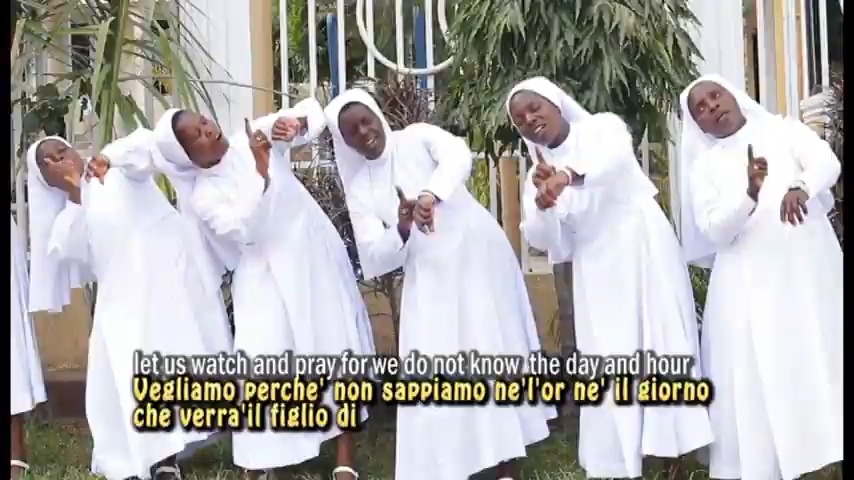 let us watch and pray for we do not know the day and hour
Vegliamo perche' non sappiamo ne'l'or ne' il giorno
che verra'il figlio di